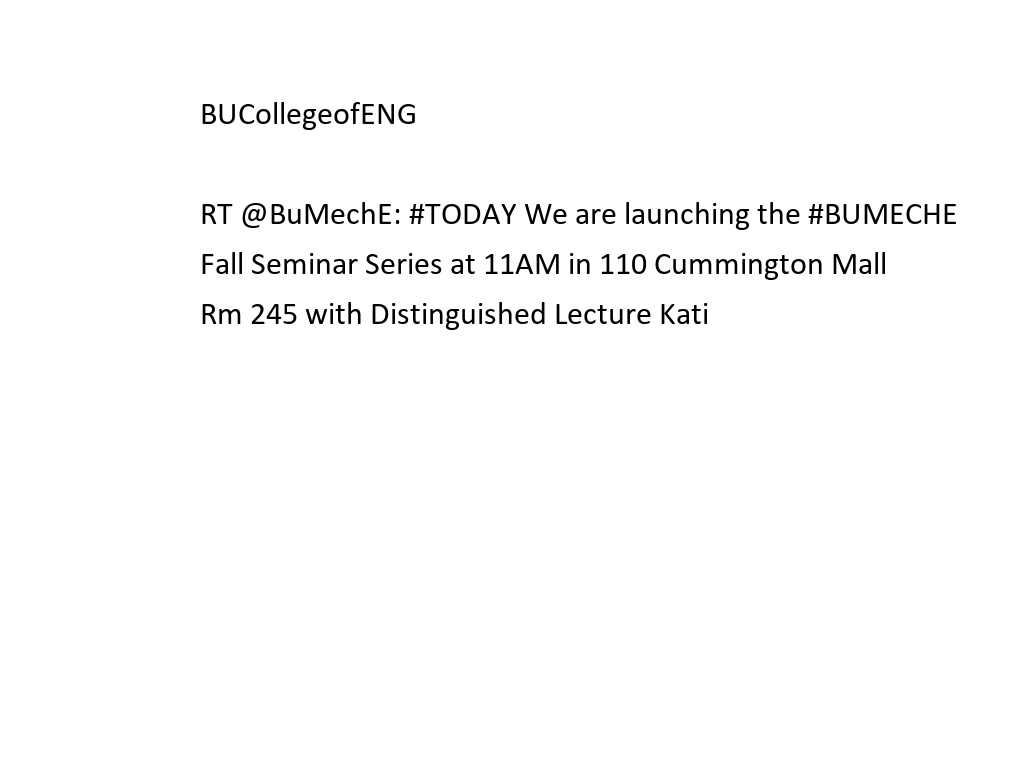 BUCollegeofENG
RT @BuMechE: #TODAY We are launching the #BUMECHE
Fall Seminar Series at 11AM in 110 Cummington Mall
Rm 245 with Distinguished Lecture Kati